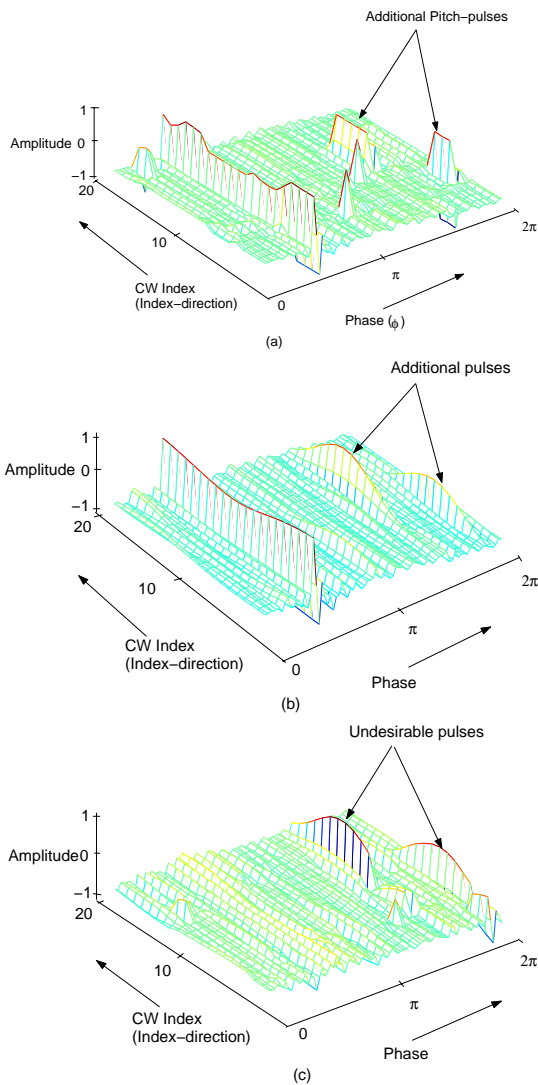 Additional Pitch−pulses
1
Amplitude 0
−1
20
10
CW Index
(Index−direction)
0
π
2π
Phase (ϕ)
(a)
Additional pulses
1
Amplitude 0
−1
20
10
CW Index
(Index−direction)
0
π
2π
Phase
(b)
Undesirable pulses
1
Amplitude 0
−1
20
10
CW Index
(Index−direction)
0
π
2π
Phase
(c)